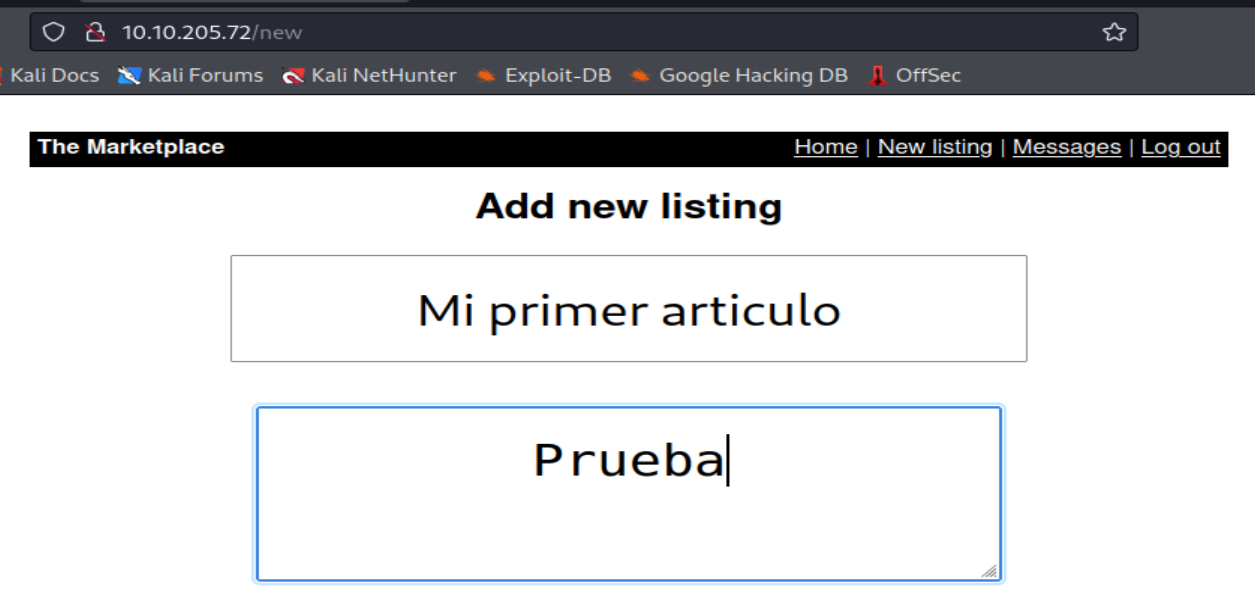 10.10.205.72/new
Kali Docs Kali Forums Kali NetHunter Exploit-DB Google Hacking DB OffSec
The Marketplace Home | New listing | Messages | Log out
Add new listing
Mi primer articulo
Prueba